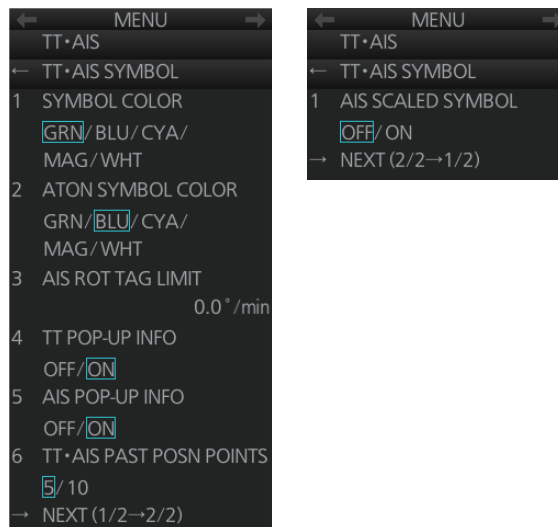 ← MENU →
TT•AIS
← TT•AIS SYMBOL
1 SYMBOL COLOR
GRN/BLU/CYA/
MAG/WHT
2 ATON SYMBOL COLOR
GRN/BLU/CYA/
MAG/WHT
3 AIS ROT TAG LIMIT
0.0˚/min
4 TT POP-UP INFO
OFF/ON
5 AIS POP-UP INFO
OFF/ON
6 TT•AIS PAST POSN POINTS
5/10
→ NEXT (1/2→2/2)
← MENU →
TT•AIS
← TT•AIS SYMBOL
1 AIS SCALED SYMBOL
OFF/ON
→ NEXT (2/2→1/2)